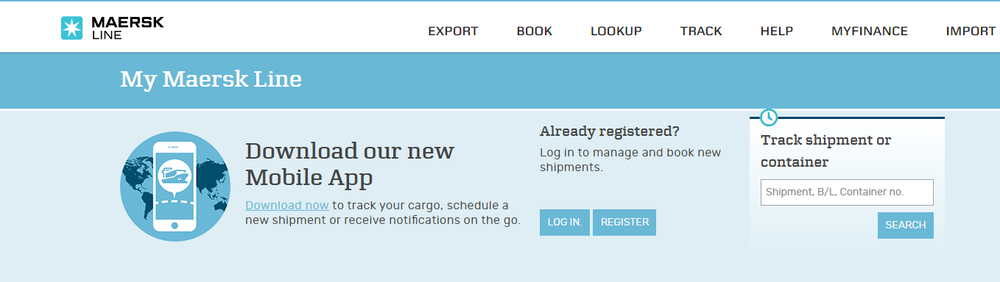 MAERSK
LINE
EXPORT BOOK LOOKUP TRACK HELP MYFINANCE IMPORT
My Maersk Line
Download our new
Mobile App
Download now to track your cargo, schedule a
new shipment or receive notifications on the go.
Already registered?
Log in to manage and book new
shipments.
LOG IN. REGISTER
Track shipment or
container
Shipment, B/L, Container no.
SEARCH